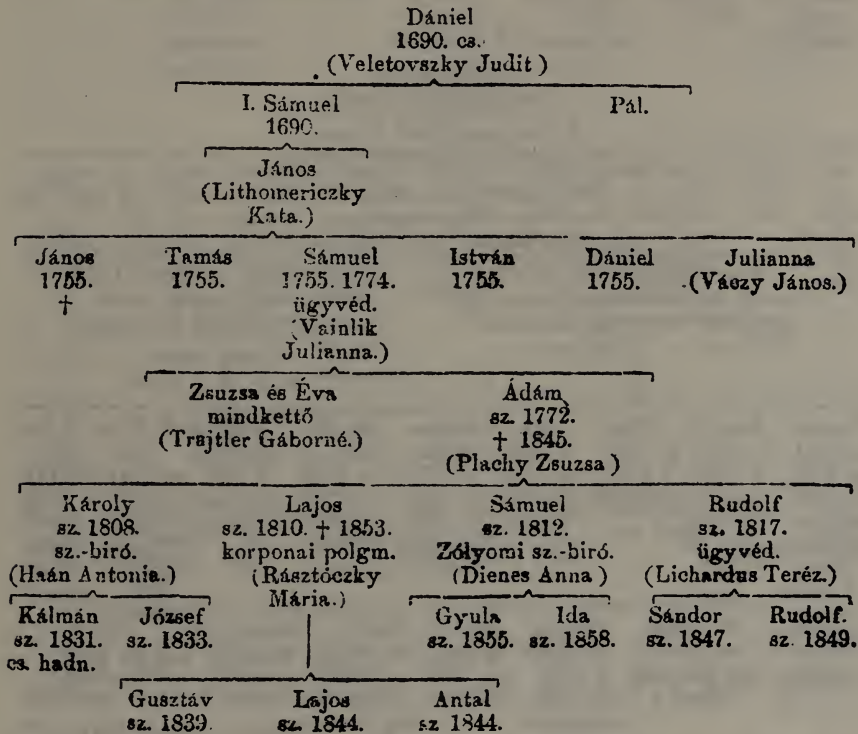 Dániel
1690. cs.
(Veletovszky Judit)
I. Sámuel Pál.
1690.
János
(Lithomericzky
Kata.)
János Tamás Sámuel István Dániel Julianna
1755. 1755. 1755. 1774. 1755. 1755. (Váczy János.)
† ügyvéd.
(Vainlik
Julianna.)
Zsuzsa és Éva Ádám
mindkettő sz. 1772.
(Trajtler Gáborné.) † 1845.
(Plachy Zsuzsa)
Károly Lajos Sámuel Rudolf
sz. 1808. sz. 1810. † 1853. sz. 1812. sz. 1817.
sz.-biró. korponai polgm. Zólyomi sz.-biró. ügyvéd.
(Haán Antonia.) (Rásztóczky (Dienes Anna) (Lichardus Teréz.)
Mária.)
Kálmán József Gyula Ida Sándor Rudolf.
sz. 1831. sz. 1833. sz. 1855. sz. 1858. sz. 1847. sz. 1849.
cs. hadn.
Gusztáv Lajos Antal
sz. 1839. sz. 1844. sz 1844.